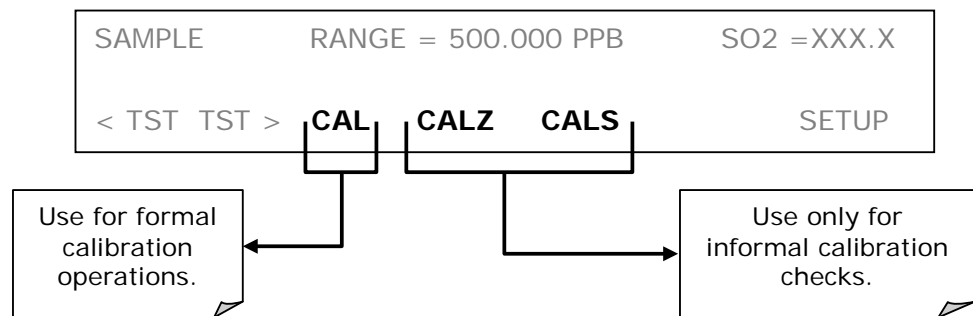 SAMPLE RANGE = 500.000 PPB SO2 =XXX.X
< TST TST > CAL CALZ CALS SETUP
Use for formal
calibration
operations.
Use only for
informal calibration
checks.